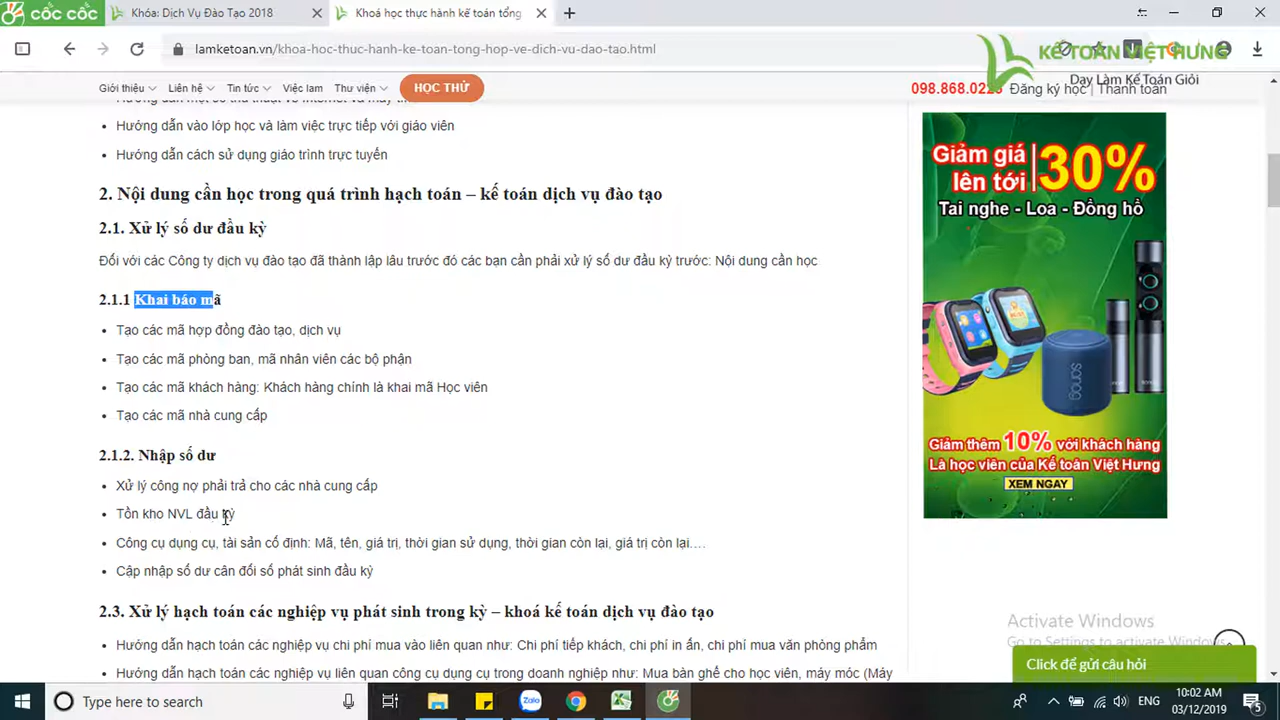 CỐC CỐC
Khóa: Dịch Vụ Đào Tạo 2018
Khoá học thực hành kế toán tổng
lamketoan.vn/khoa-hoc-thuc-hanh-ke-toan-tong-hop-ve-dich-vu-dao-tao.html
KẾ TOÁN VIỆT HƯNG
Dạy Làm Kế Toán Giỏi
Giới thiệu
Liên hệ
Tin tức
Việc làm
Thư viện
HỌC THỬ
Đăng ký học | Thanh toán
Hướng dẫn vào lớp học và làm việc trực tiếp với giáo viên
Hướng dẫn cách sử dụng giáo trình trực tuyến
2. Nội dung cần học trong quá trình hạch toán – kế toán dịch vụ đào tạo
2.1. Xử lý số dư đầu kỳ
Đối với các Công ty dịch vụ đào tạo đã thành lập lâu trước đó các bạn cần phải xử lý số dư đầu kỳ trước: Nội dung cần học
2.1.1 Khai báo mã
Tạo các mã hợp đồng đào tạo, dịch vụ
Tạo các mã phòng ban, mã nhân viên các bộ phận
Tạo các mã khách hàng: Khách hàng chính là khai mã Học viên
Tạo các mã nhà cung cấp
2.1.2. Nhập số dư
Xử lý công nợ phải trả cho các nhà cung cấp
Tồn kho NVL đầu kỳ
Công cụ dụng cụ, tài sản cố định: Mã, tên, giá trị, thời gian sử dụng, thời gian còn lại, giá trị còn lại….
Cập nhập số dư cân đối số phát sinh đầu kỳ
2.3. Xử lý hạch toán các nghiệp vụ phát sinh trong kỳ – khoá kế toán dịch vụ đào tạo
Hướng dẫn hạch toán các nghiệp vụ chi phí mua vào liên quan như: Chi phí tiếp khách, chi phí in ấn, chi phí mua văn phòng phẩm
Hướng dẫn hạch toán các nghiệp vụ liên quan công cụ dụng cụ trong doanh nghiệp như: Mua bàn ghế cho học viên, máy móc (Máy
Giảm giá
lên tới
30%
Tai nghe - Loa - Đồng hồ
Giảm thêm 10% với khách hàng
Là học viên của Kế toán Việt Hưng
XEM NGAY
Activate Windows
Go to Settings to activate Windows.
Click để gửi câu hỏi
Type here to search
Zalo
ENG
10:02 AM
03/12/2019
5